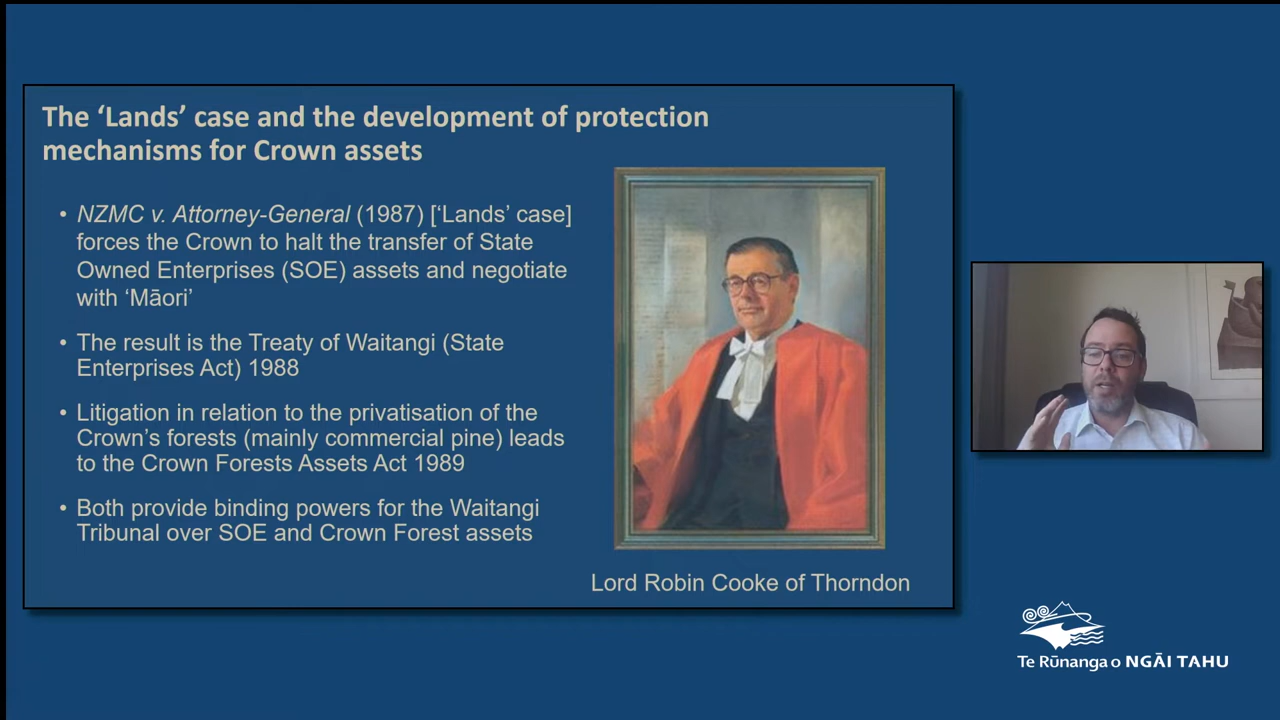 The ‘Lands’ case and the development of protection
mechanisms for Crown assets
• NZMC v. Attorney-General (1987) [‘Lands’ case]
forces the Crown to halt the transfer of State
Owned Enterprises (SOE) assets and negotiate
with ‘Māori’
• The result is the Treaty of Waitangi (State
Enterprises Act) 1988
• Litigation in relation to the privatisation of the
Crown’s forests (mainly commercial pine) leads
to the Crown Forests Assets Act 1989
• Both provide binding powers for the Waitangi
Tribunal over SOE and Crown Forest assets
Lord Robin Cooke of Thorndon
Te Rūnanga o NGĀI TAHU